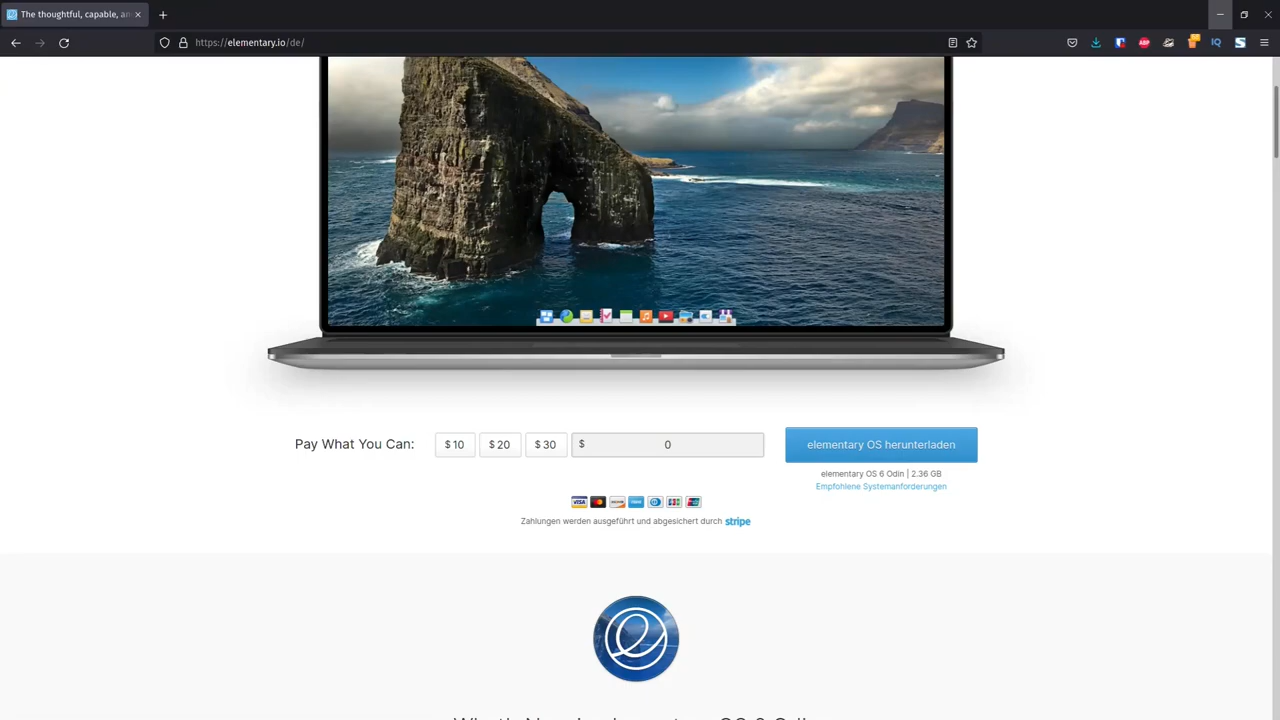 The thoughtful, capable, an
https://elementary.io/de/
Pay What You Can:
$ 10
$ 20
$ 30
$ 0
elementary OS herunterladen
elementary OS 6 Odin | 2.36 GB
Empfohlene Systemanforderungen
VISA
Zahlungen werden ausgeführt und abgesichert durch stripe